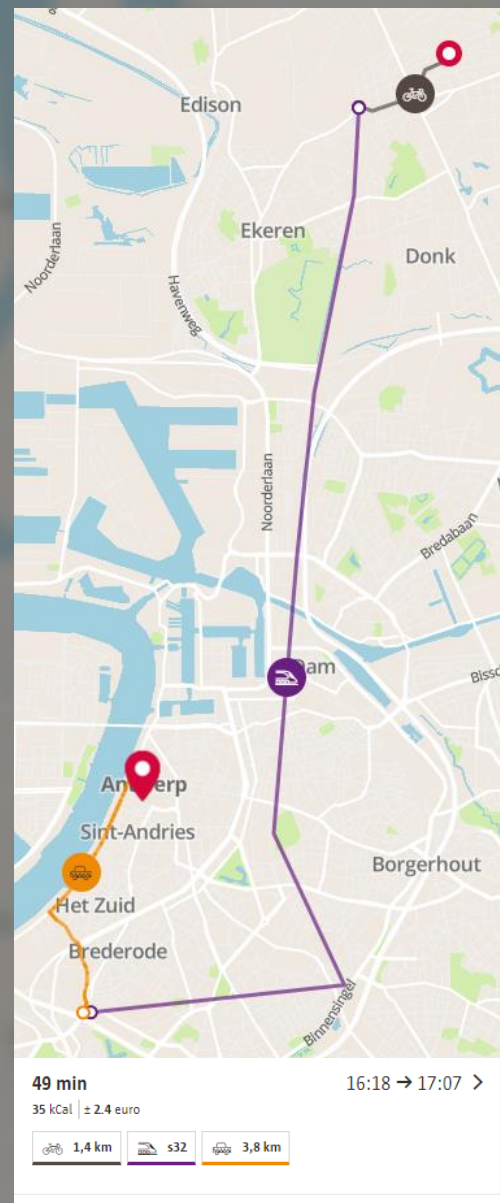 Edison
Ekeren
Donk
Noorderlaan
Havenweg
Noorderlaan
Bredabaan
Dam
Antwerp
Sint-Andries
Borgerhout
Het Zuid
Brederode
Binnensingel
49 min
16:18 → 17:07
35 kCal | ± 2.4 euro
1,4 km s32 3,8 km